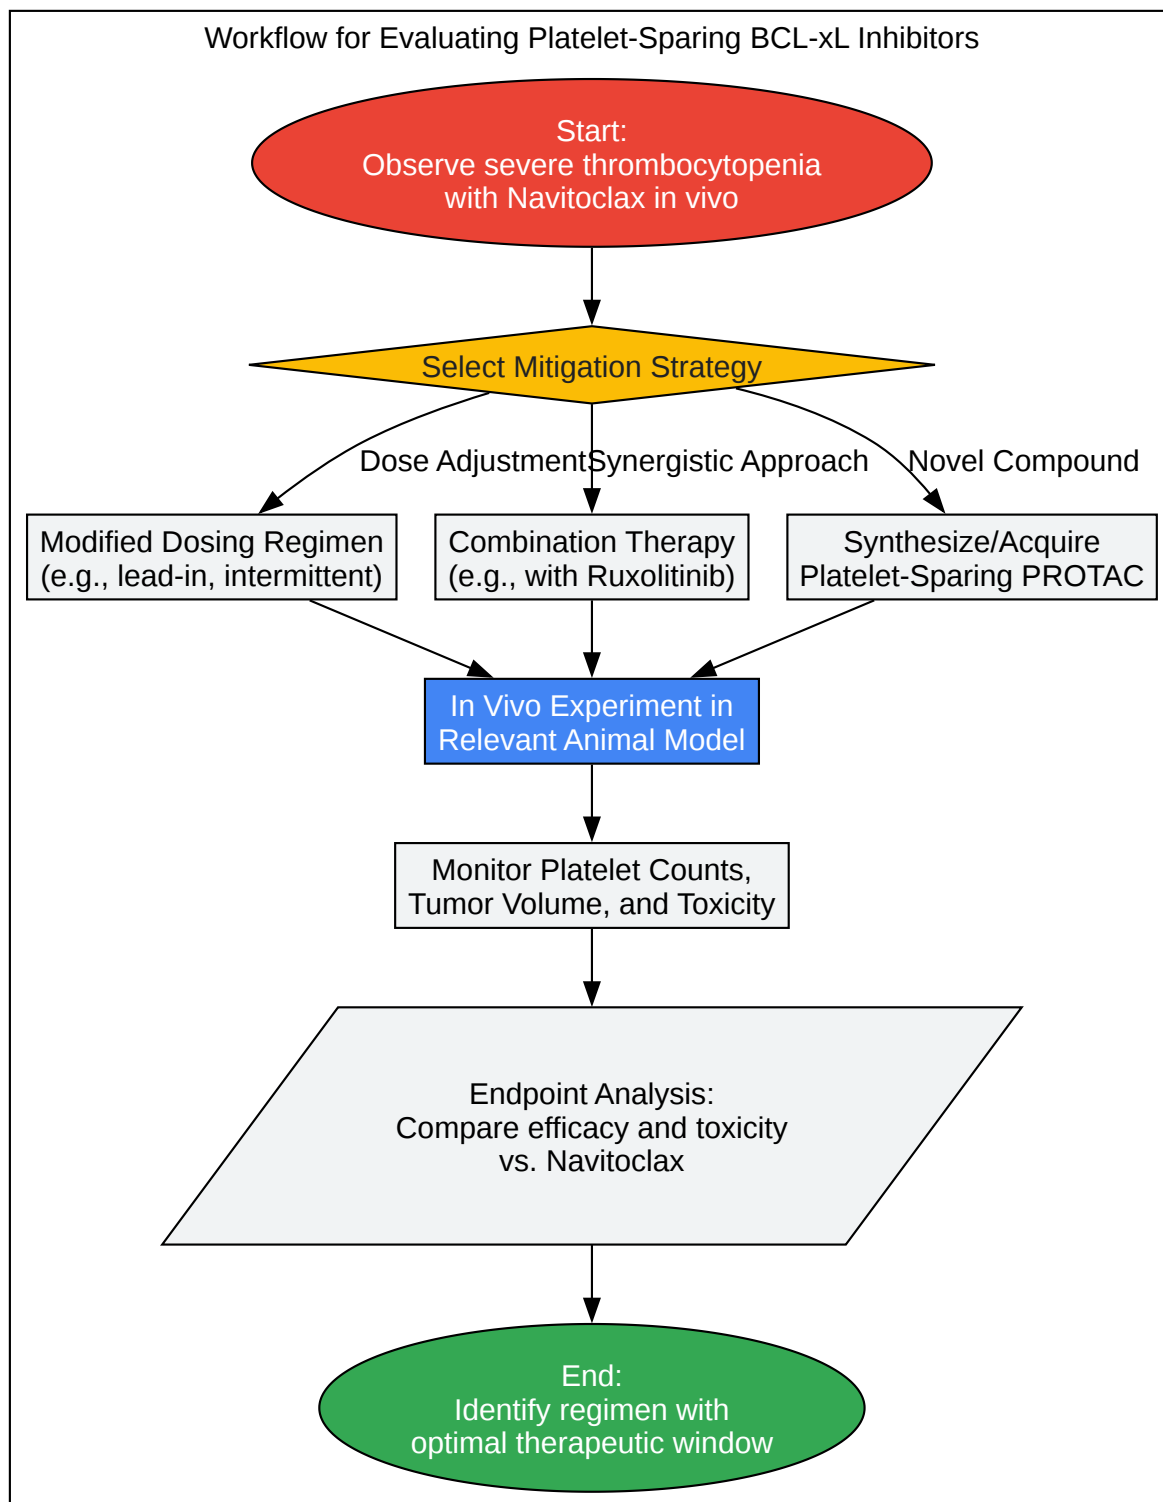 Workflow for Evaluating Platelet-Sparing BCL-xL Inhibitors
Start:
Observe severe thrombocytopenia
with Navitoclax in vivo
Select Mitigation Strategy
Dose Adjustment
Synergistic Approach
Novel Compound
Modified Dosing Regimen
(e.g., lead-in, intermittent)
Combination Therapy
(e.g., with Ruxolitinib)
Synthesize/Acquire
Platelet-Sparing PROTAC
In Vivo Experiment in
Relevant Animal Model
Monitor Platelet Counts,
Tumor Volume, and Toxicity
Endpoint Analysis:
Compare efficacy and toxicity
vs. Navitoclax
End:
Identify regimen with
optimal therapeutic window